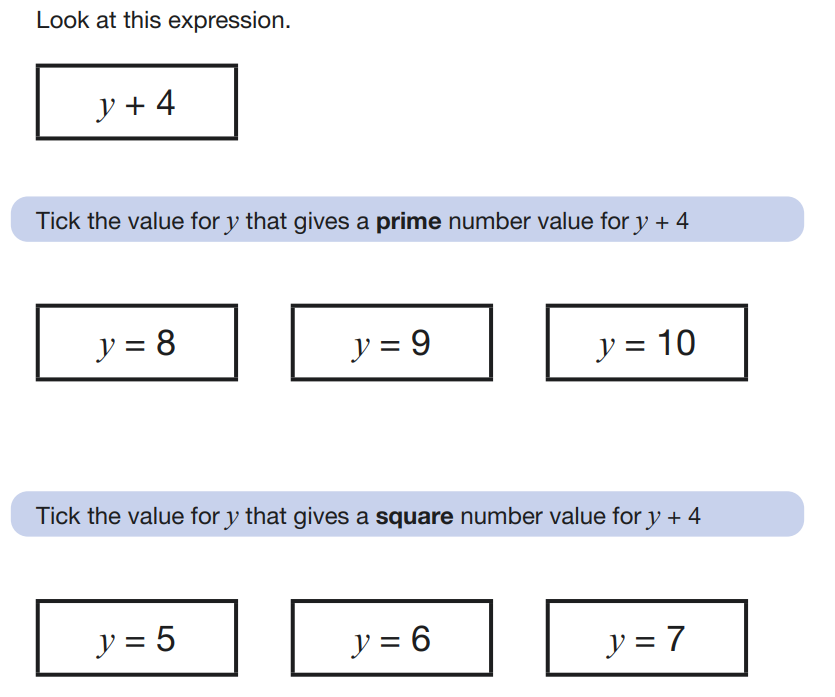 Look at this expression.
y + 4
Tick the value for y that gives a prime number value for y + 4
y = 8 y = 9 y = 10
Tick the value for y that gives a square number value for y + 4
y = 5 y = 6 y = 7